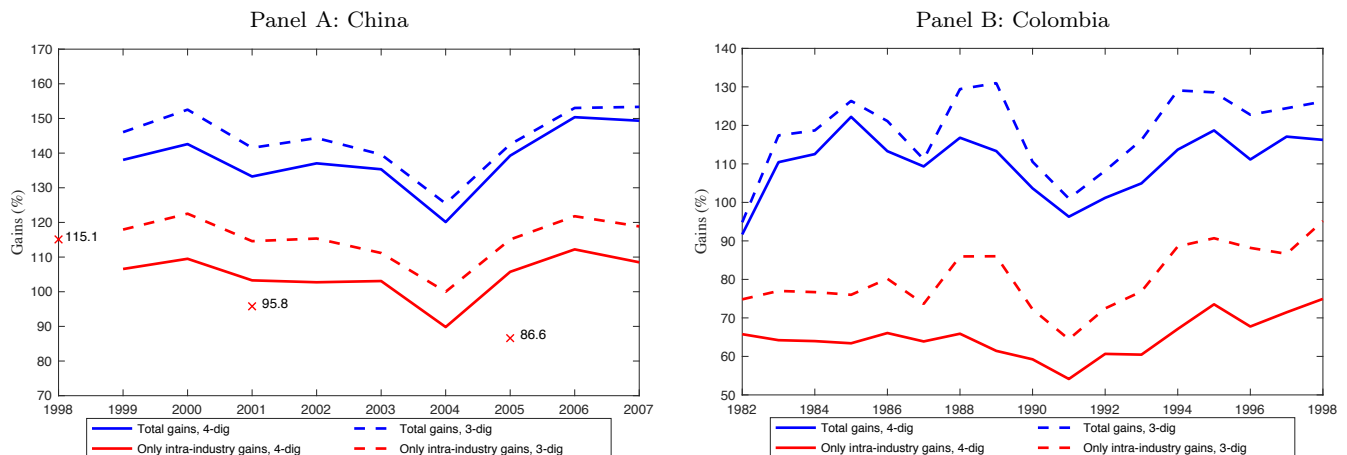 Panel A: China
170
160
150
140
130
120
110
100
90
80
70
Gains (%)
115.1
95.8
86.6
1998 1999 2000 2001 2002 2003 2004 2005 2006 2007
Total gains, 4-dig Total gains, 3-dig
Only intra-industry gains, 4-dig Only intra-industry gains, 3-dig
Panel B: Colombia
140
130
120
110
100
90
80
70
60
50
Gains (%)
1982 1984 1986 1988 1990 1992 1994 1996 1998
Total gains, 4-dig Total gains, 3-dig
Only intra-industry gains, 4-dig Only intra-industry gains, 3-dig